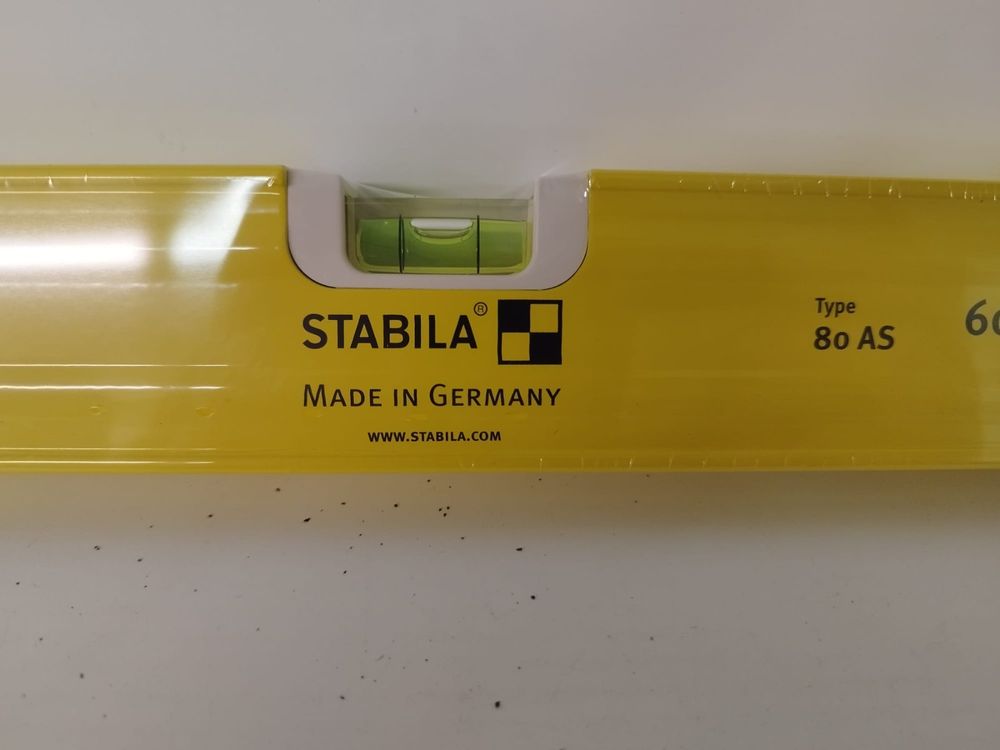 STABILA®
MADE IN GERMANY
WWW.STABILA.COM
Type
80 AS